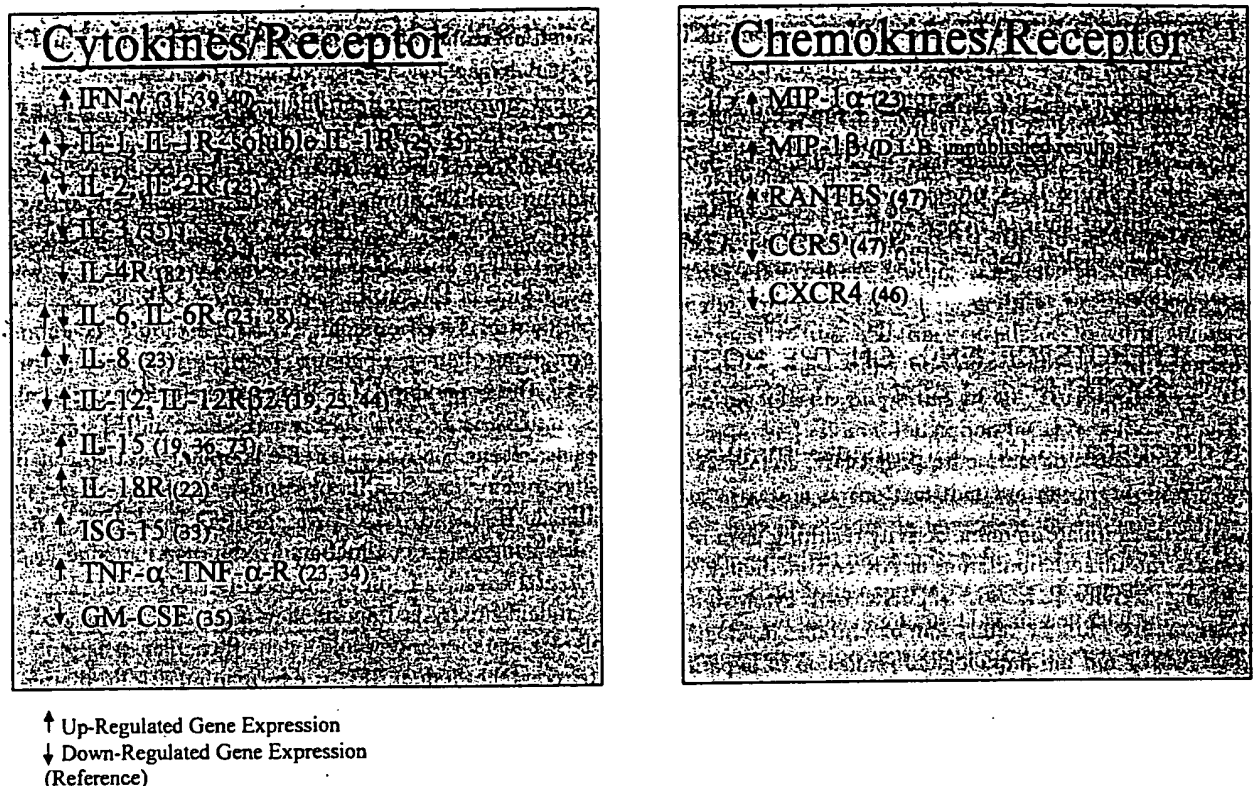 Cytokines/Receptor
↑ IFN-γ (31, 39, 40)
↑↓ IL-1, IL-1R, soluble IL-1R (23, 45)
↑↓ IL-2, IL-2R (23)
↓
↓ IL-4R (32)
↑↓ IL-6, IL-6R (23, 28)
↑↓ IL-8 (23)
↓↑ IL-12, IL-12Rβ2 (19, 23, 44)
↑ IL-15 (19, 36, 73)
↑ IL-18R (22)
↑ ISG-15 (33)
↑ TNF-α, TNF-α-R (23, 34)
↓ GM-CSF (35)
Chemokines/Receptor
↑ MIP-1α (23)
↑ MIP-1β (D.L.B. unpublished results)
↑ RANTES (47)
↓ CCR5 (47)
↓ CXCR4 (46)
↑ Up-Regulated Gene Expression
↓ Down-Regulated Gene Expression
(Reference)